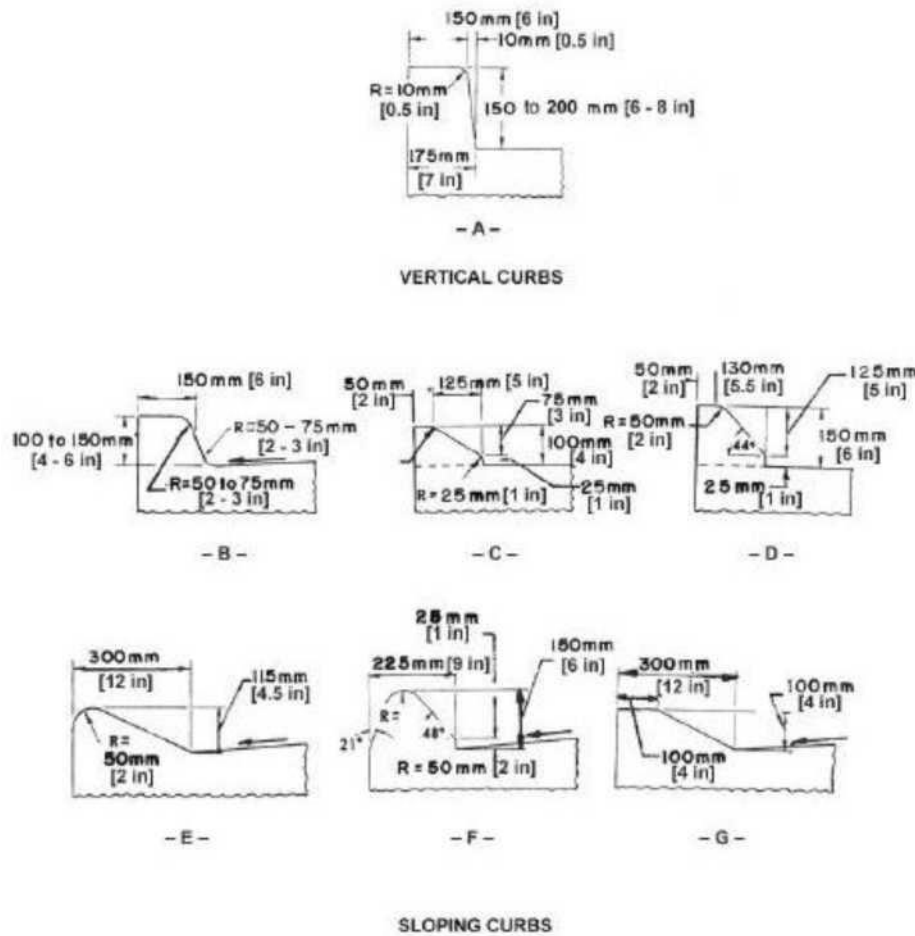 150mm [6 in]
10mm [0.5 in]
R=10mm
[0.5 in]
150 to 200 mm [6 - 8 in]
175mm
[7 in]
– A –
VERTICAL CURBS
150mm [6 in]
100 to 150mm
[4 - 6 in]
R=50 - 75mm
[2 - 3 in]
R=50 to 75mm
[2 - 3 in]
– B –
50mm
[2 in]
125mm [5 in]
75mm
[3 in]
100mm
[4 in]
R=25mm [1 in]
25mm
[1 in]
– C –
50mm
[2 in]
130mm
[5.5 in]
125mm
[5 in]
R=50mm
[2 in]
44°
150mm
[6 in]
25mm
[1 in]
– D –
300mm
[12 in]
115mm
[4.5 in]
R=
50mm
[2 in]
– E –
25mm
[1 in]
225mm [9 in]
150mm
[6 in]
R=
21°
48°
R=50mm [2 in]
– F –
300mm
[12 in]
100mm
[4 in]
100mm
[4 in]
– G –
SLOPING CURBS